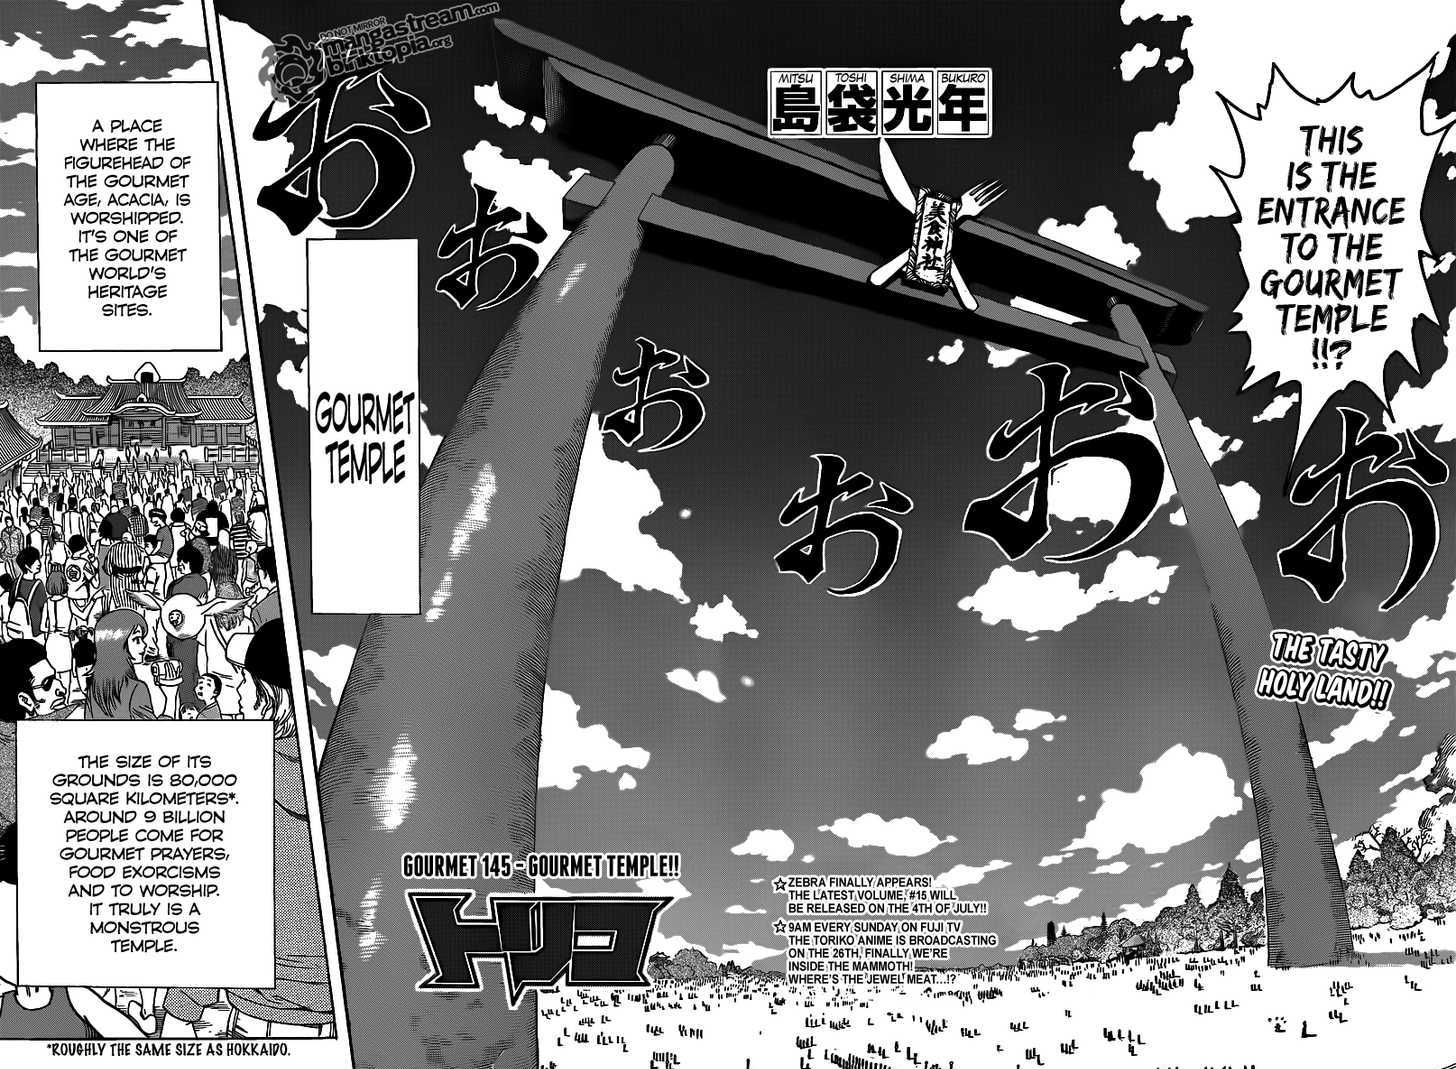 DO NOT MIRROR
mangastream.com
binktopia.org
MITSU TOSHI SHIMA BUKURO
島袋光年
THIS
IS THE
ENTRANCE
TO THE
GOURMET
TEMPLE
!!?
お
お
お
お
お
お
美食神社
THE TASTY
HOLY LAND!!
A PLACE
WHERE THE
FIGUREHEAD OF
THE GOURMET
AGE, ACACIA, IS
WORSHIPPED.
IT'S ONE OF
THE GOURMET
WORLD'S
HERITAGE
SITES.
GOURMET
TEMPLE
THE SIZE OF ITS
GROUNDS IS 80,000
SQUARE KILOMETERS*.
AROUND 9 BILLION
PEOPLE COME FOR
GOURMET PRAYERS,
FOOD EXORCISMS
AND TO WORSHIP.
IT TRULY IS A
MONSTROUS
TEMPLE.
*ROUGHLY THE SAME SIZE AS HOKKAIDO.
GOURMET 145 - GOURMET TEMPLE!!
トリコ
☆ZEBRA FINALLY APPEARS!
THE LATEST VOLUME, #15 WILL
BE RELEASED ON THE 4TH OF JULY!!
☆9AM EVERY SUNDAY ON FUJI TV
THE TORIKO ANIME IS BROADCASTING
ON THE 26TH, FINALLY WE'RE
INSIDE THE MAMMOTH!
WHERE'S THE JEWEL MEAT...!?